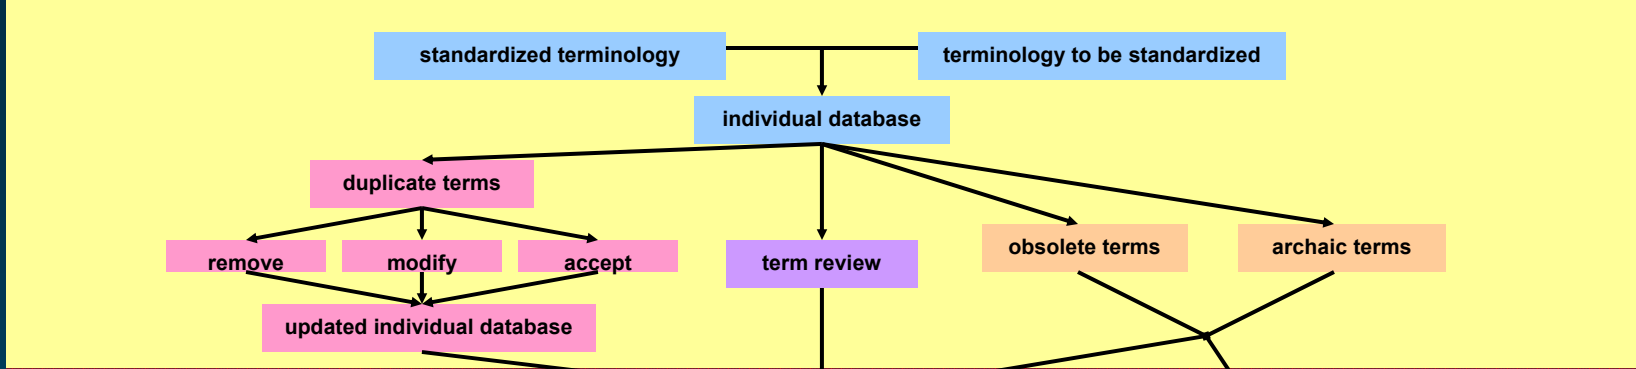 standardized terminology
terminology to be standardized
individual database
duplicate terms
remove
modify
accept
term review
obsolete terms
archaic terms
updated individual database